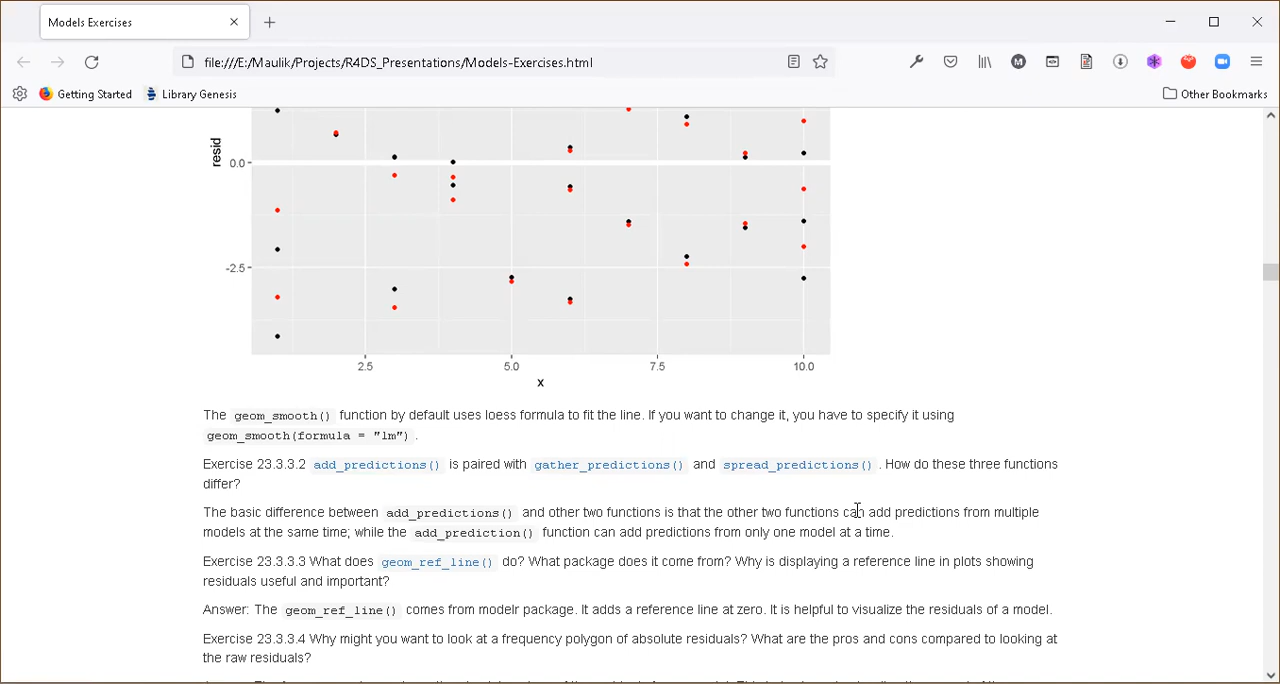 Models Exercises
file:///E:/Maulik/Projects/R4DS_Presentations/Models-Exercises.html
Getting Started
Library Genesis
Other Bookmarks
resid
0.0
-2.5
2.5 5.0 7.5 10.0
x
The geom_smooth() function by default uses loess formula to fit the line. If you want to change it, you have to specify it using
geom_smooth(formula = "lm") .
Exercise 23.3.3.2 add_predictions() is paired with gather_predictions() and spread_predictions() . How do these three functions
differ?
The basic difference between add_predictions() and other two functions is that the other two functions can add predictions from multiple
models at the same time; while the add_prediction() function can add predictions from only one model at a time.
Exercise 23.3.3.3 What does geom_ref_line() do? What package does it come from? Why is displaying a reference line in plots showing
residuals useful and important?
Answer: The geom_ref_line() comes from modelr package. It adds a reference line at zero. It is helpful to visualize the residuals of a model.
Exercise 23.3.3.4 Why might you want to look at a frequency polygon of absolute residuals? What are the pros and cons compared to looking at
the raw residuals?